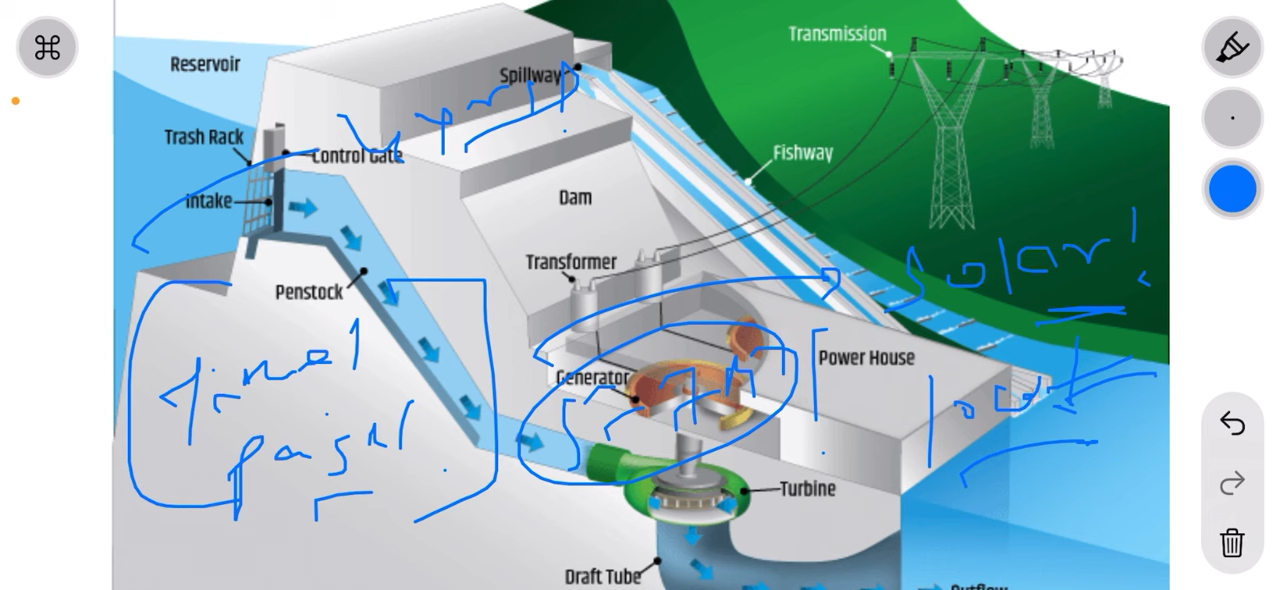 Transmission
Reservoir
Spillway
Trash Rack
Control Gate
Fishway
intake
Dam
Transformer
Solar!
Penstock
Power House
Generator
Turbine
Draft Tube
Outflow